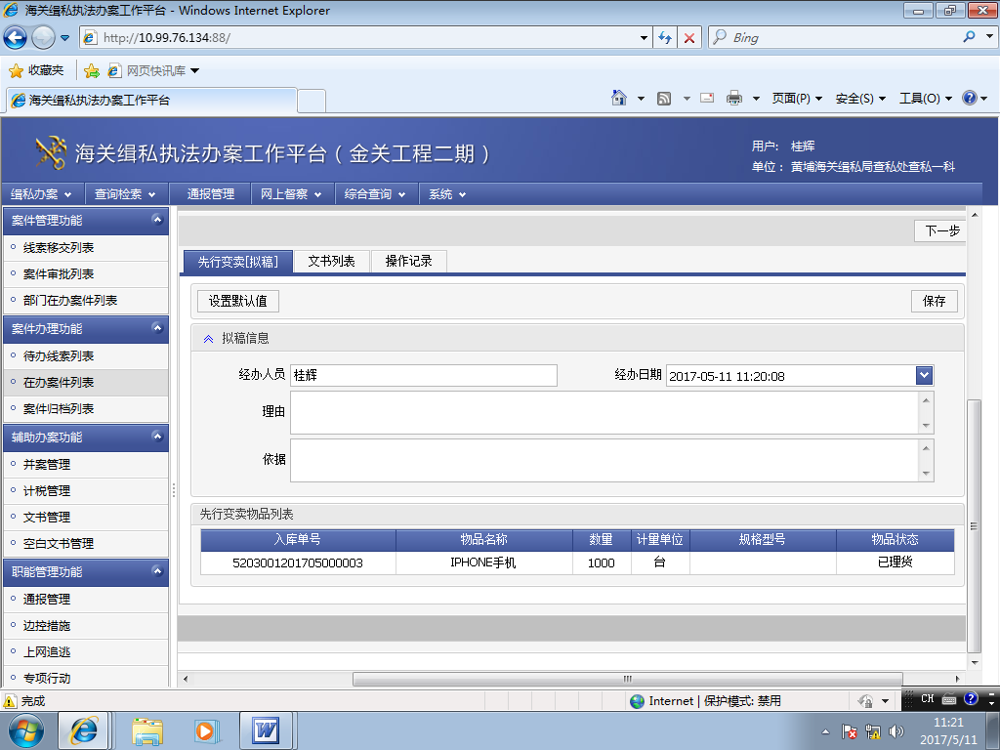 海关缉私执法办案工作平台 - Windows Internet Explorer
http://10.99.76.134:88/
Bing
收藏夹
网页快讯库
海关缉私执法办案工作平台
页面(P)
安全(S)
工具(O)
海关缉私执法办案工作平台（金关工程二期）
用户: 桂辉
单位: 黄埔海关缉私局查私处查私一科
缉私办案
查询检索
通报管理
网上督察
综合查询
系统
案件管理功能
线索移交列表
案件审批列表
部门在办案件列表
案件办理功能
待办线索列表
在办案件列表
案件归档列表
辅助办案功能
并案管理
计税管理
文书管理
空白文书管理
职能管理功能
通报管理
边控措施
上网追逃
专项行动
下一步
先行变卖[拟稿]
文书列表
操作记录
设置默认值
保存
拟稿信息
经办人员 桂辉
经办日期 2017-05-11 11:20:08
理由
依据
先行变卖物品列表
入库单号 物品名称 数量 计量单位 规格型号 物品状态
5203001201705000003 IPHONE手机 1000 台 已理货
完成
Internet | 保护模式: 禁用
CH
11:21
2017/5/11